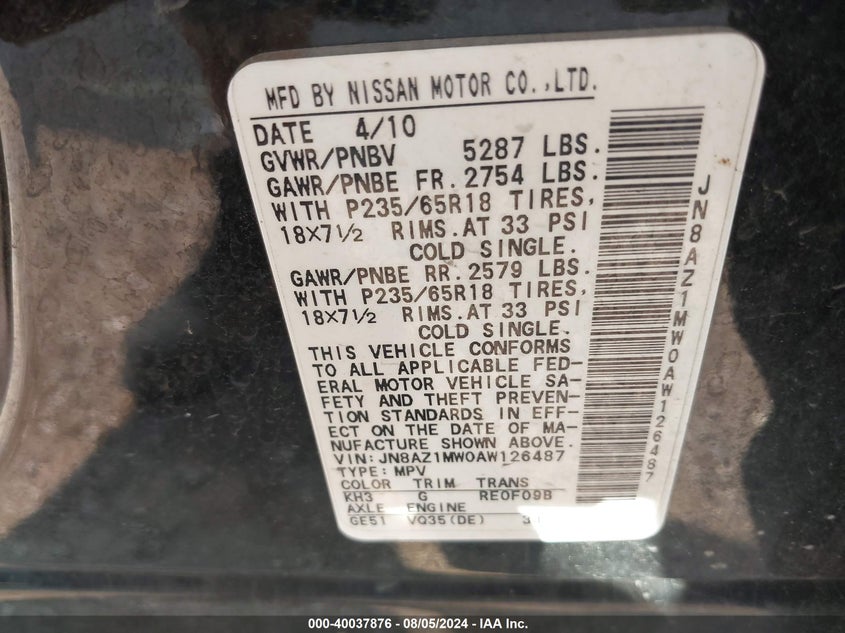 MFD BY NISSAN MOTOR CO.,LTD.
DATE 4/10
GVWR/PNBV 5287 LBS.
GAWR/PNBE FR. 2754 LBS.
WITH P235/65R18 TIRES,
18X7½ RIMS.AT 33 PSI
COLD SINGLE.
GAWR/PNBE RR. 2579 LBS.
WITH P235/65R18 TIRES,
18X7½ RIMS.AT 33 PSI
COLD SINGLE.
THIS VEHICLE CONFORMS
TO ALL APPLICABLE FED-
ERAL MOTOR VEHICLE SA-
FETY AND THEFT PREVEN-
TION STANDARDS IN EFF-
ECT ON THE DATE OF MA-
NUFACTURE SHOWN ABOVE.
VIN:JN8AZ1MW0AW126487
TYPE:MPV
COLOR TRIM TRANS
KH3 G RE0F09B
AXLE ENGINE
GE51 VQ35(DE)
JN8AZ1MW0AW126487
000-40037876 - 08/05/2024 - IAA Inc.